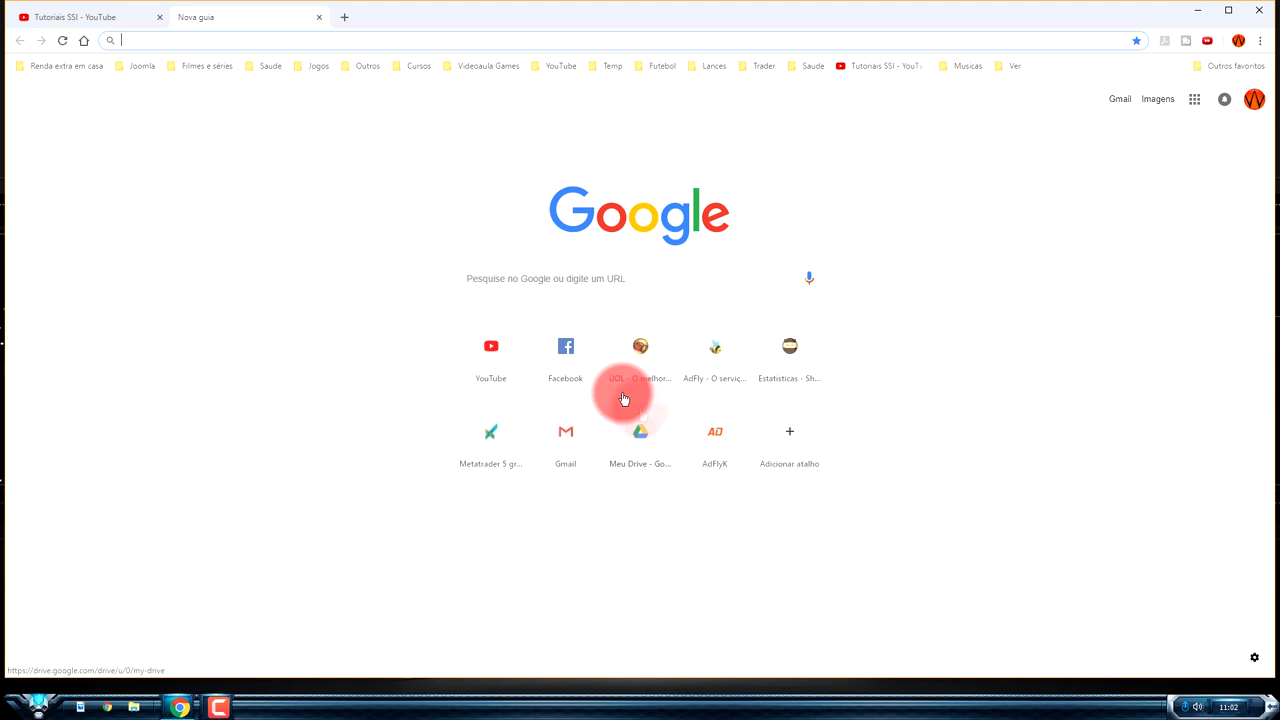 Tutoriais SSI - YouTube
Nova guia
Renda extra em casa
Joomla
Filmes e séries
Saude
Jogos
Outros
Cursos
Videoaula Games
YouTube
Temp
Futebol
Lances
Trader
Saude
Tutoriais SSI - YouT
Musicas
Ver
Outros favoritos
Gmail
Imagens
Google
Pesquise no Google ou digite um URL
YouTube
Facebook
UOL - O melhor...
AdFly - O serviç...
Estatisticas - Sh...
Metatrader 5 gr...
Gmail
Meu Drive - Go...
AD
AdFlyK
Adicionar atalho
https://drive.google.com/drive/u/0/my-drive
11:02